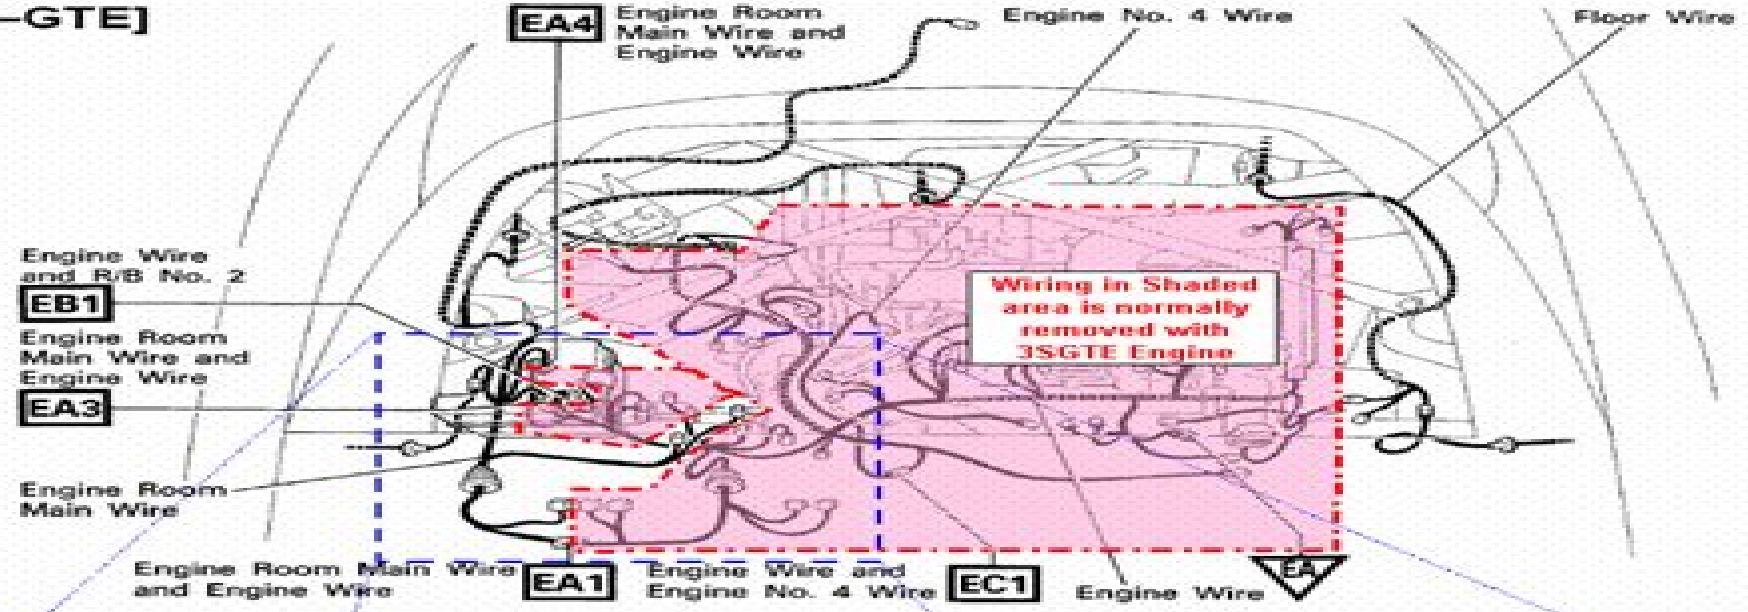 -GTE]
EA4
Engine Room
Main Wire and
Engine Wire
Engine No. 4 Wire
Floor Wire
Engine Wire
and R/B No. 2
EB1
Engine Room
Main Wire and
Engine Wire
EA3
Wiring in Shaded
area is normally
removed with
3SGTE Engine
Engine Room
Main Wire
Engine Room Main Wire
and Engine Wire
EA1
Engine Wire and
Engine No. 4 Wire
EC1
Engine Wire
EA